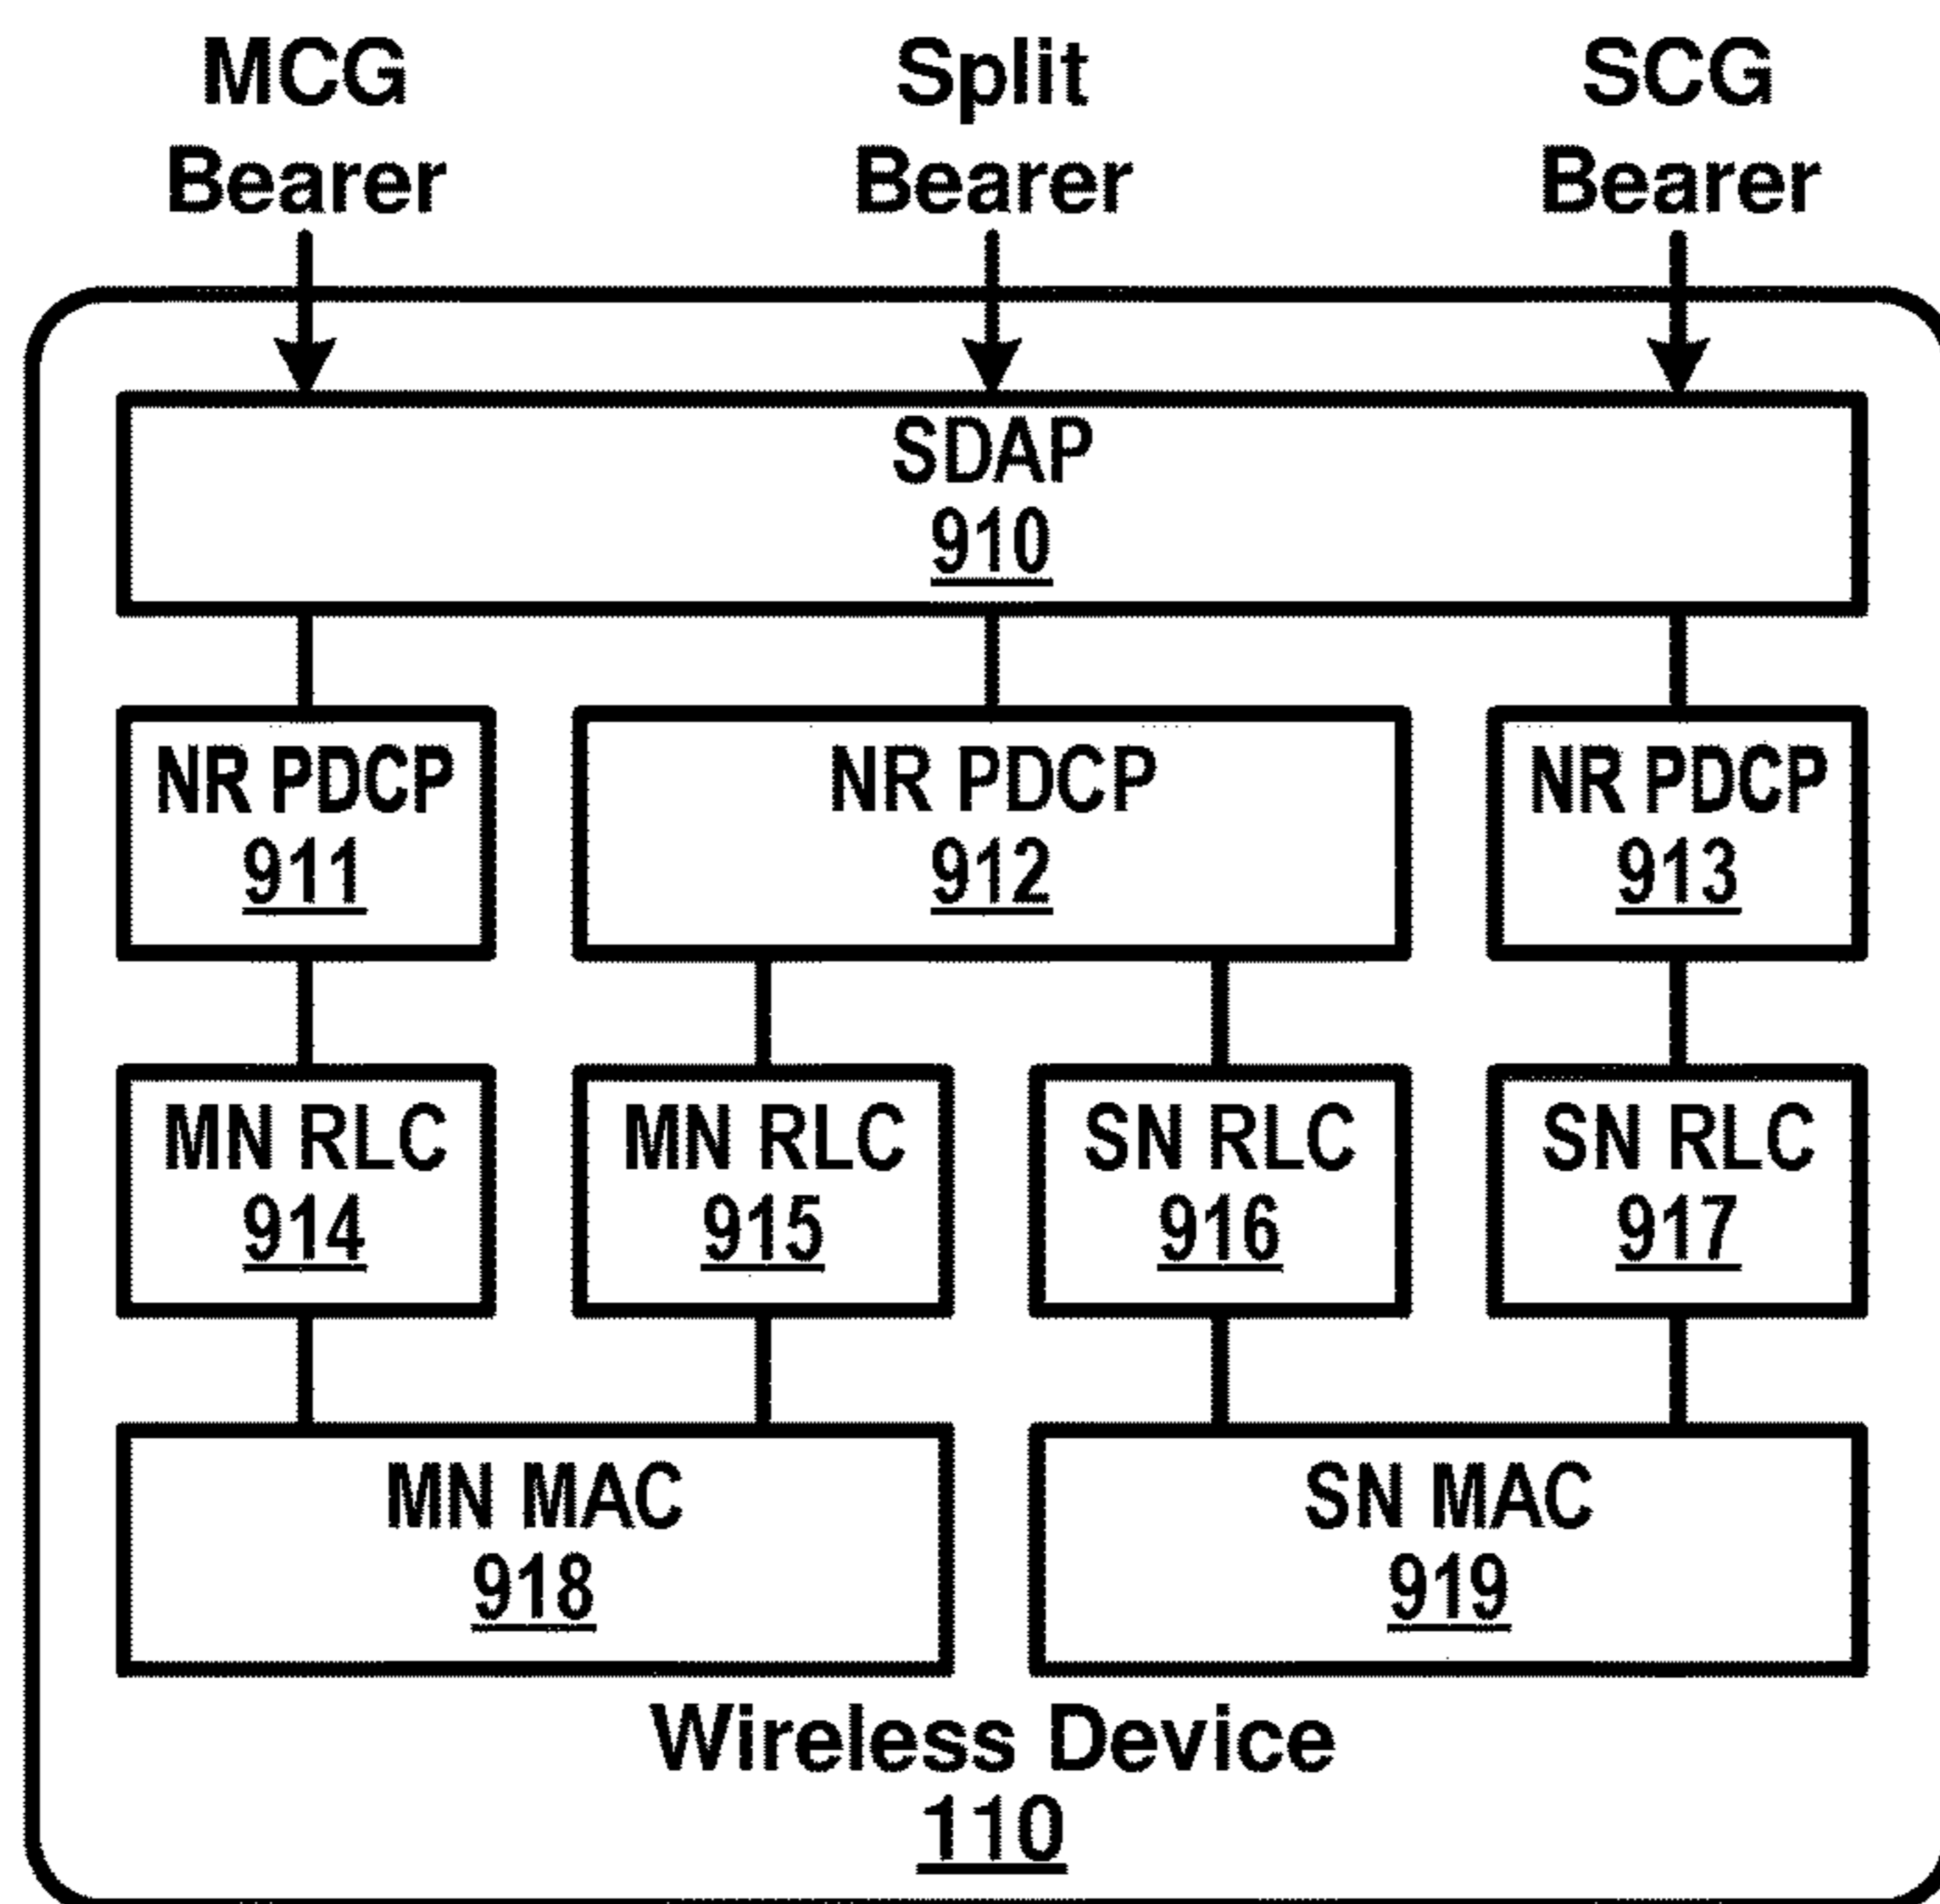 MCG Bearer
Split Bearer
SCG Bearer
SDAP
910
NR PDCP
911
NR PDCP
912
NR PDCP
913
MN RLC
914
MN RLC
915
SN RLC
916
SN RLC
917
MN MAC
918
SN MAC
919
Wireless Device
110